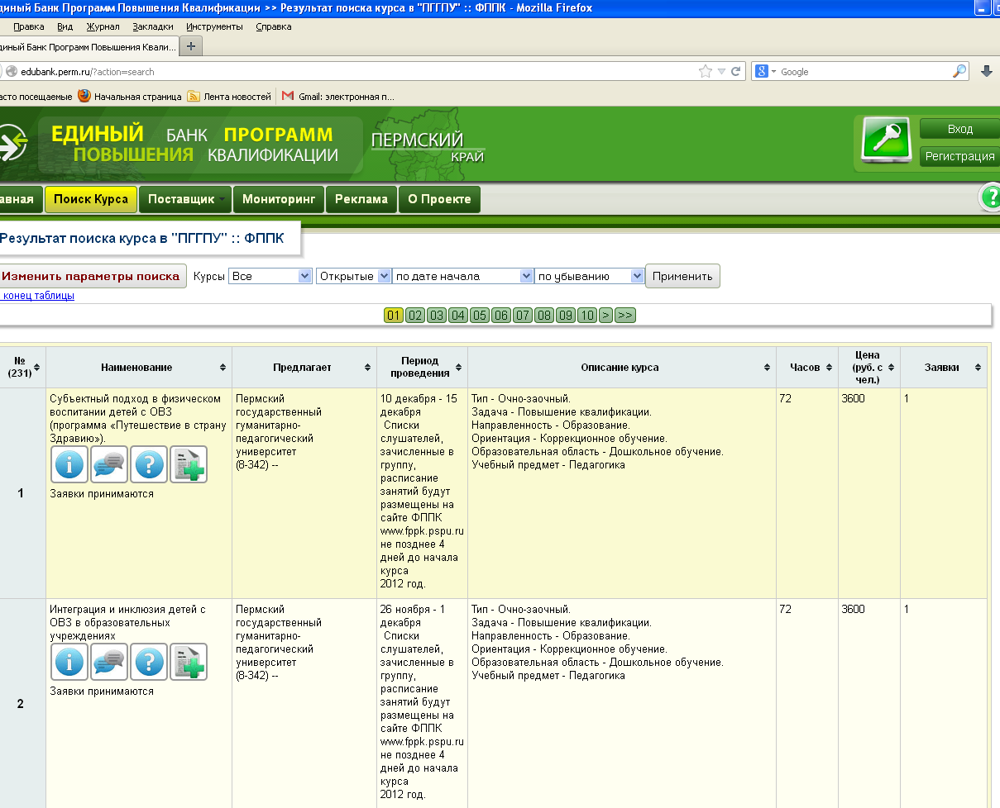 диный Банк Программ Повышения Квалификации >> Результат поиска курса в "ПГГПУ" :: ФППК - Mozilla Firefox
Правка Вид Журнал Закладки Инструменты Справка
диный Банк Программ Повышения Квали... +
edubank.perm.ru/?action=search Google
асто посещаемые Начальная страница Лента новостей Gmail: электронная п...
ЕДИНЫЙ БАНК ПРОГРАММ
ПОВЫШЕНИЯ КВАЛИФИКАЦИИ
ПЕРМСКИЙ
КРАЙ
Вход
Регистрация
авная Поиск Курса Поставщик Мониторинг Реклама О Проекте ?
Результат поиска курса в "ПГГПУ" :: ФППК
Изменить параметры поиска Курсы Все Открытые по дате начала по убыванию Применить
конец таблицы
01 02 03 04 05 06 07 08 09 10 > >>
№
(231)
Наименование
Предлагает
Период
проведения
Описание курса
Часов
Цена
(руб. с
чел.)
Заявки
1
Субъектный подход в физическом
воспитании детей с ОВЗ
(программа «Путешествие в страну
Здравию»).
Заявки принимаются
Пермский
государственный
гуманитарно-
педагогический
университет
(8-342) --
10 декабря - 15
декабря
Списки
слушателей,
зачисленные в
группу,
расписание
занятий будут
размещены на
сайте ФППК
www.fppk.pspu.ru
не позднее 4
дней до начала
курса
2012 год.
Тип - Очно-заочный.
Задача - Повышение квалификации.
Направленность - Образование.
Ориентация - Коррекционное обучение.
Образовательная область - Дошкольное обучение.
Учебный предмет - Педагогика
72
3600
1
2
Интеграция и инклюзия детей с
ОВЗ в образовательных
учреждениях
Заявки принимаются
Пермский
государственный
гуманитарно-
педагогический
университет
(8-342) --
26 ноября - 1
декабря
Списки
слушателей,
зачисленные в
группу,
расписание
занятий будут
размещены на
сайте ФППК
www.fppk.pspu.ru
не позднее 4
дней до начала
курса
2012 год.
Тип - Очно-заочный.
Задача - Повышение квалификации.
Направленность - Образование.
Ориентация - Коррекционное обучение.
Образовательная область - Дошкольное обучение.
Учебный предмет - Педагогика
72
3600
1